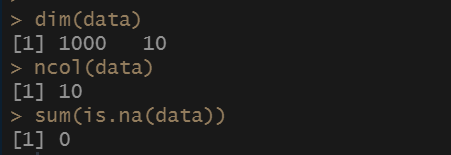 > dim(data)
[1] 1000   10
> ncol(data)
[1] 10
> sum(is.na(data))
[1] 0